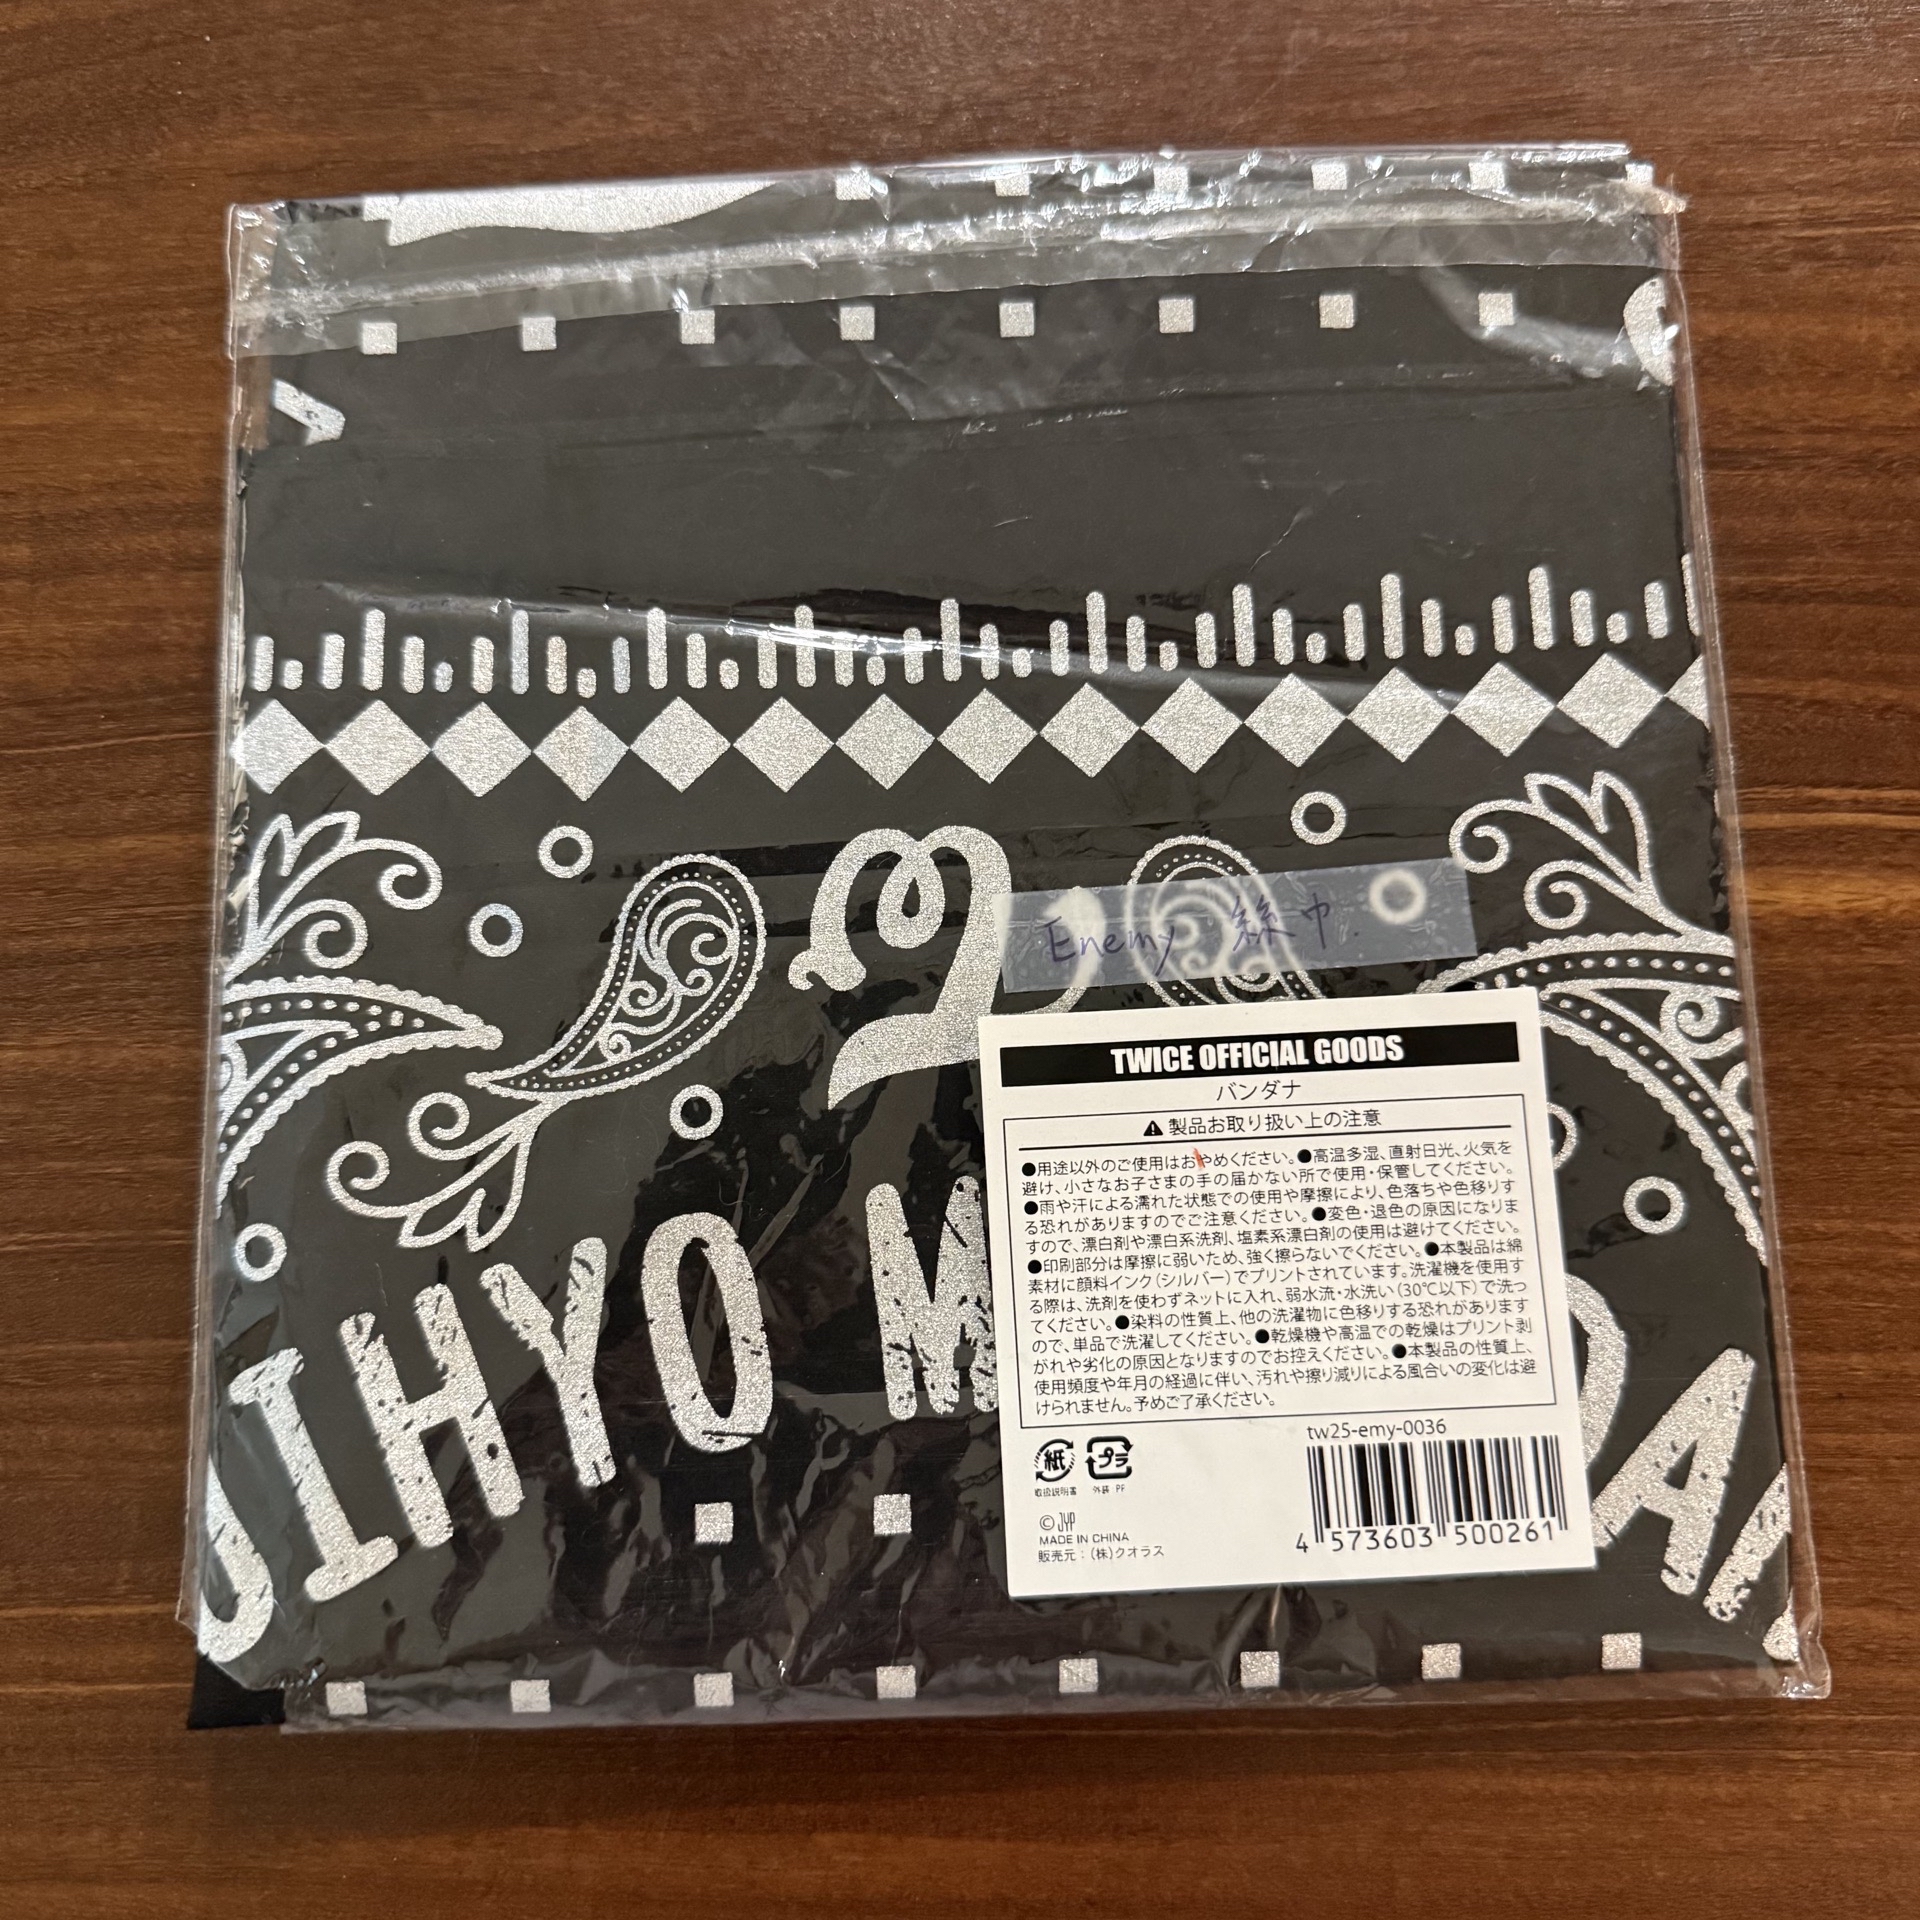 Enemy 絲巾.
TWICE OFFICIAL GOODS
バンダナ
製品お取り扱い上の注意
●用途以外のご使用はおやめください。●高温多湿、直射日光、火気を
避け、小さなお子さまの手の届かない所で使用・保管してください。
●雨や汗による濡れた状態での使用や摩擦により、色落ちや色移りす
る恐れがありますのでご注意ください。●変色・退色の原因になりま
すので、漂白剤や漂白系洗剤、塩素系漂白剤の使用は避けてください。
●印刷部分は摩擦に弱いため、強く擦らないでください。●本製品は綿
素材に顔料インク(シルバー)でプリントされています。洗濯機を使用す
る際は、洗剤を使わずネットに入れ、弱水流・水洗い(30℃以下)で洗っ
てください。●染料の性質上、他の洗濯物に色移りする恐れがあります
ので、単品で洗濯してください。●乾燥機や高温での乾燥はプリント剥
がれや劣化の原因となりますのでお控えください。●本製品の性質上、
使用頻度や年月の経過に伴い、汚れや擦り減りによる風合いの変化は避
けられません。予めご了承ください。
tw25-emy-0036
紙 プラ
取扱説明書 外装 PP
© JYP
MADE IN CHINA
販売元:(株)クオラス
4 573603 500261
JIHYO M
DA